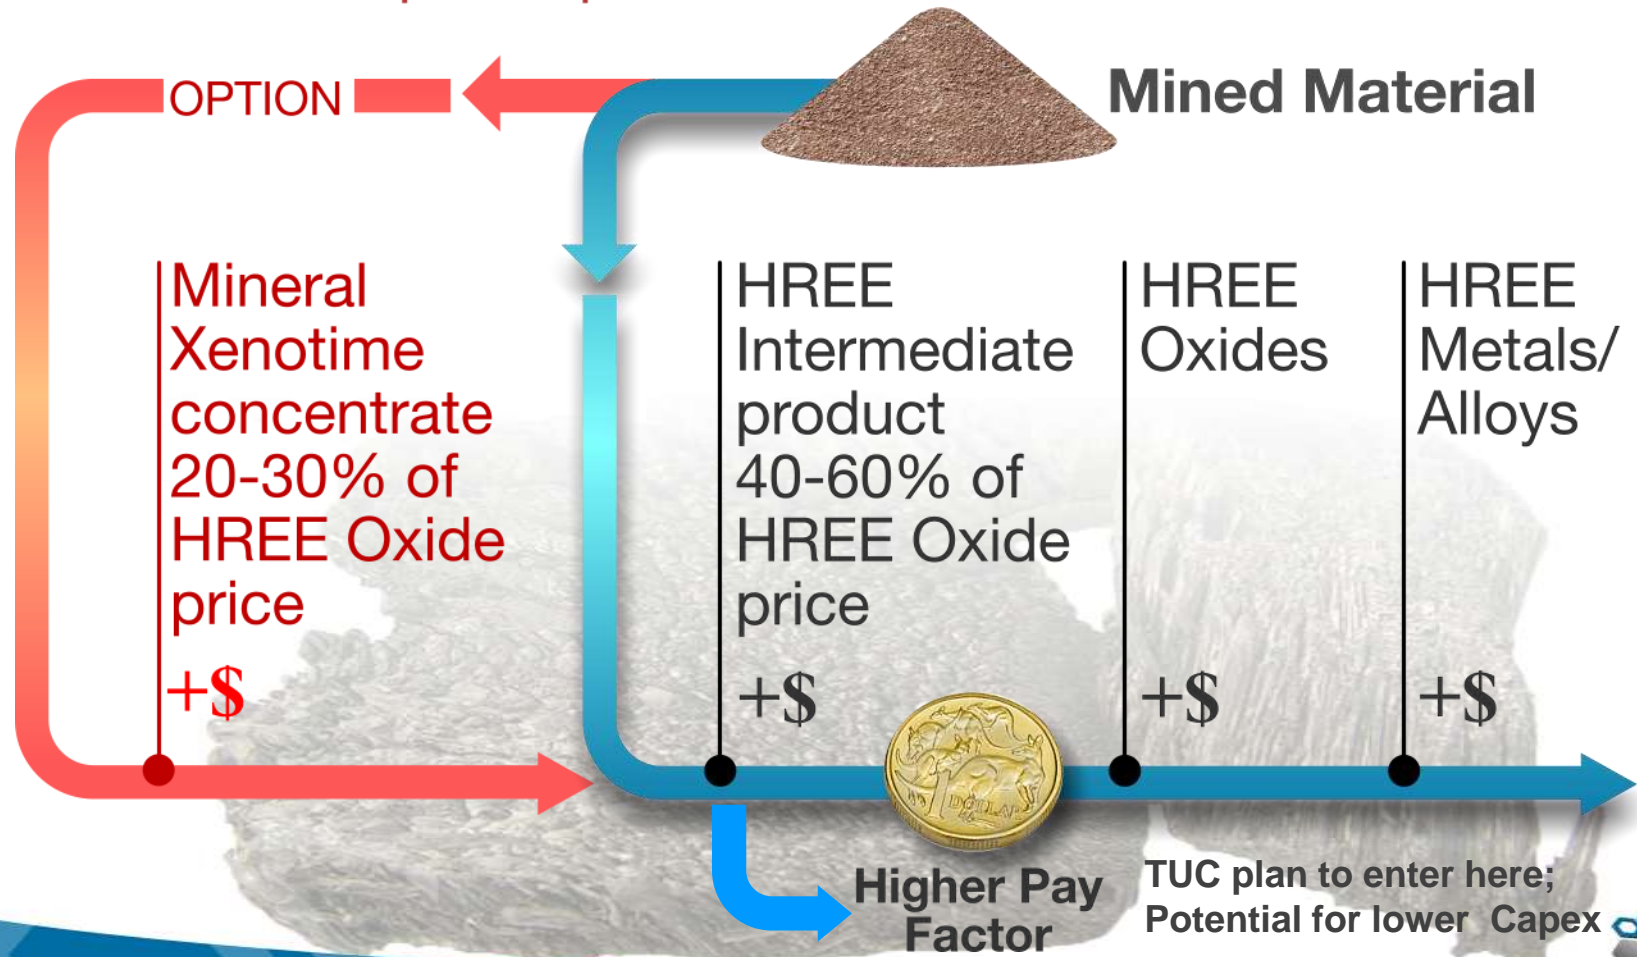 OPTION
Mined Material
Mineral
Xenotime
concentrate
20-30% of
HREE Oxide
price
+$
HREE
Intermediate
product
40-60% of
HREE Oxide
price
+$
HREE
Oxides
+$
HREE
Metals/
Alloys
+$
1 DOLLAR
Higher Pay
Factor
TUC plan to enter here;
Potential for lower Capex